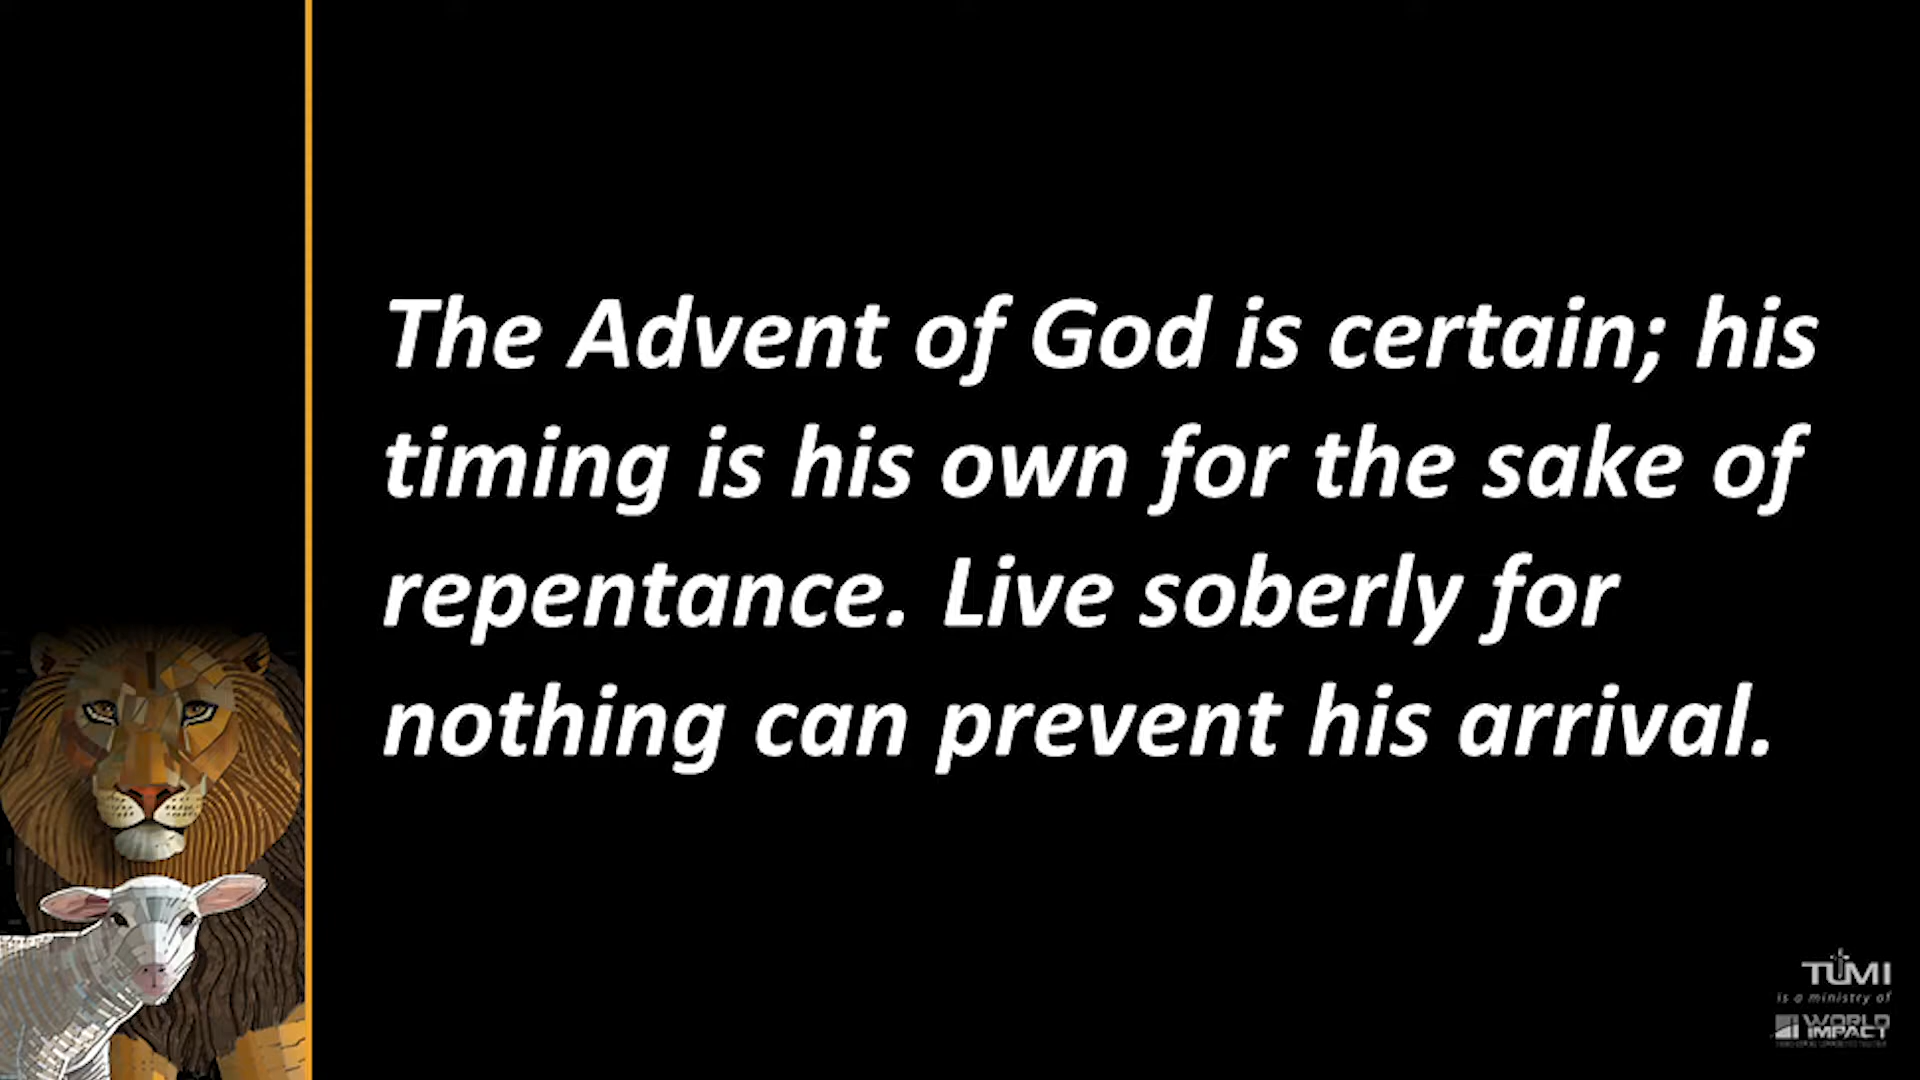 The Advent of God is certain; his
timing is his own for the sake of
repentance. Live soberly for
nothing can prevent his arrival.
TUMI
is a ministry of
WORLD
IMPACT